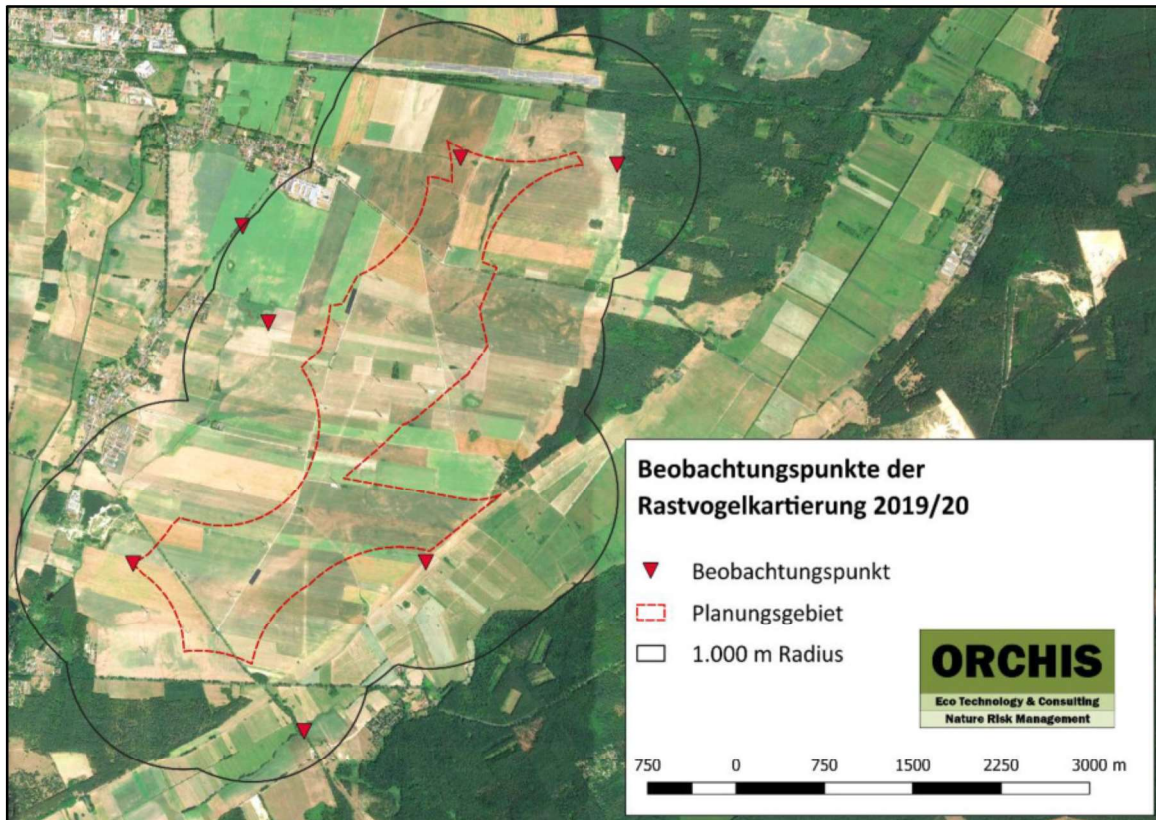 Beobachtungspunkte der
Rastvogelkartierung 2019/20
Beobachtungspunkt
Planungsgebiet
1.000 m Radius
ORCHIS
Eco Technology & Consulting
Nature Risk Management
750 0 750 1500 2250 3000 m